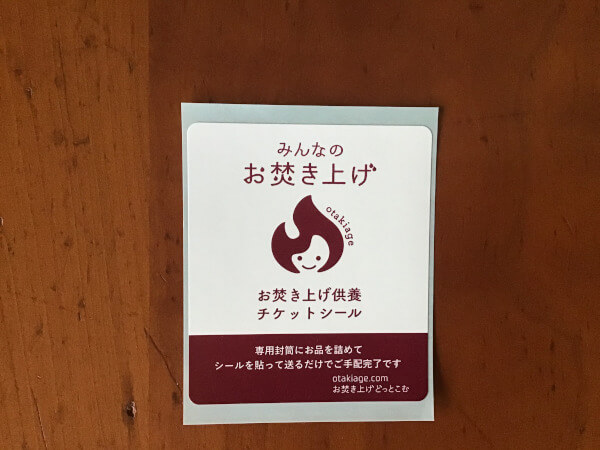 みんなの
お焚き上げ
otakiage
お焚き上げ供養
チケットシール
専用封筒にお品を詰めて
シールを貼って送るだけでご手配完了です
otakiage.com
お焚き上げどっとこむ